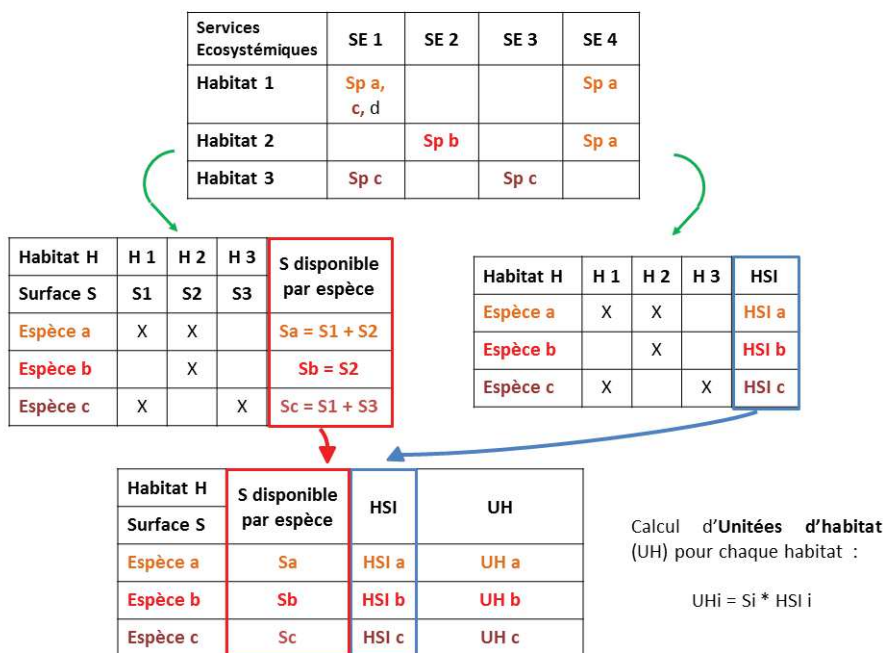 Services
Ecosystémiques SE 1 SE 2 SE 3 SE 4
Habitat 1 Sp a, Sp a
c, d
Habitat 2 Sp b Sp a
Habitat 3 Sp c Sp c
Habitat H H 1 H 2 H 3 S disponible
par espèce
Surface S S1 S2 S3
Espèce a X X Sa = S1 + S2
Espèce b X Sb = S2
Espèce c X X Sc = S1 + S3
Habitat H H 1 H 2 H 3 HSI
Espèce a X X HSI a
Espèce b X HSI b
Espèce c X X HSI c
Habitat H S disponible
par espèce HSI UH
Surface S
Espèce a Sa HSI a UH a
Espèce b Sb HSI b UH b
Espèce c Sc HSI c UH c
Calcul d'Unitées d'habitat
(UH) pour chaque habitat :
UHi = Si * HSI i